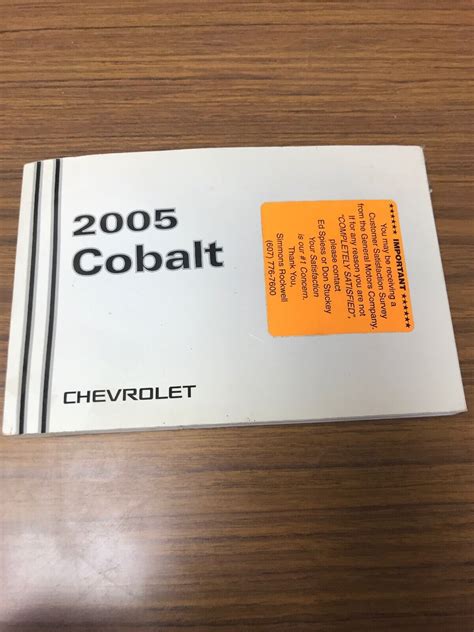 2005
Cobalt
CHEVROLET
****** IMPORTANT ******
You may be receiving a
Customer Satisfaction Survey
from the General Motors Company.
If for any reason you are not
"COMPLETELY SATISFIED"
please contact
Ed Speiss or Don Stuckey
Your Satisfaction
is our #1 Concern.
Thank You,
Simmons Rockwell
(607) 776-7600